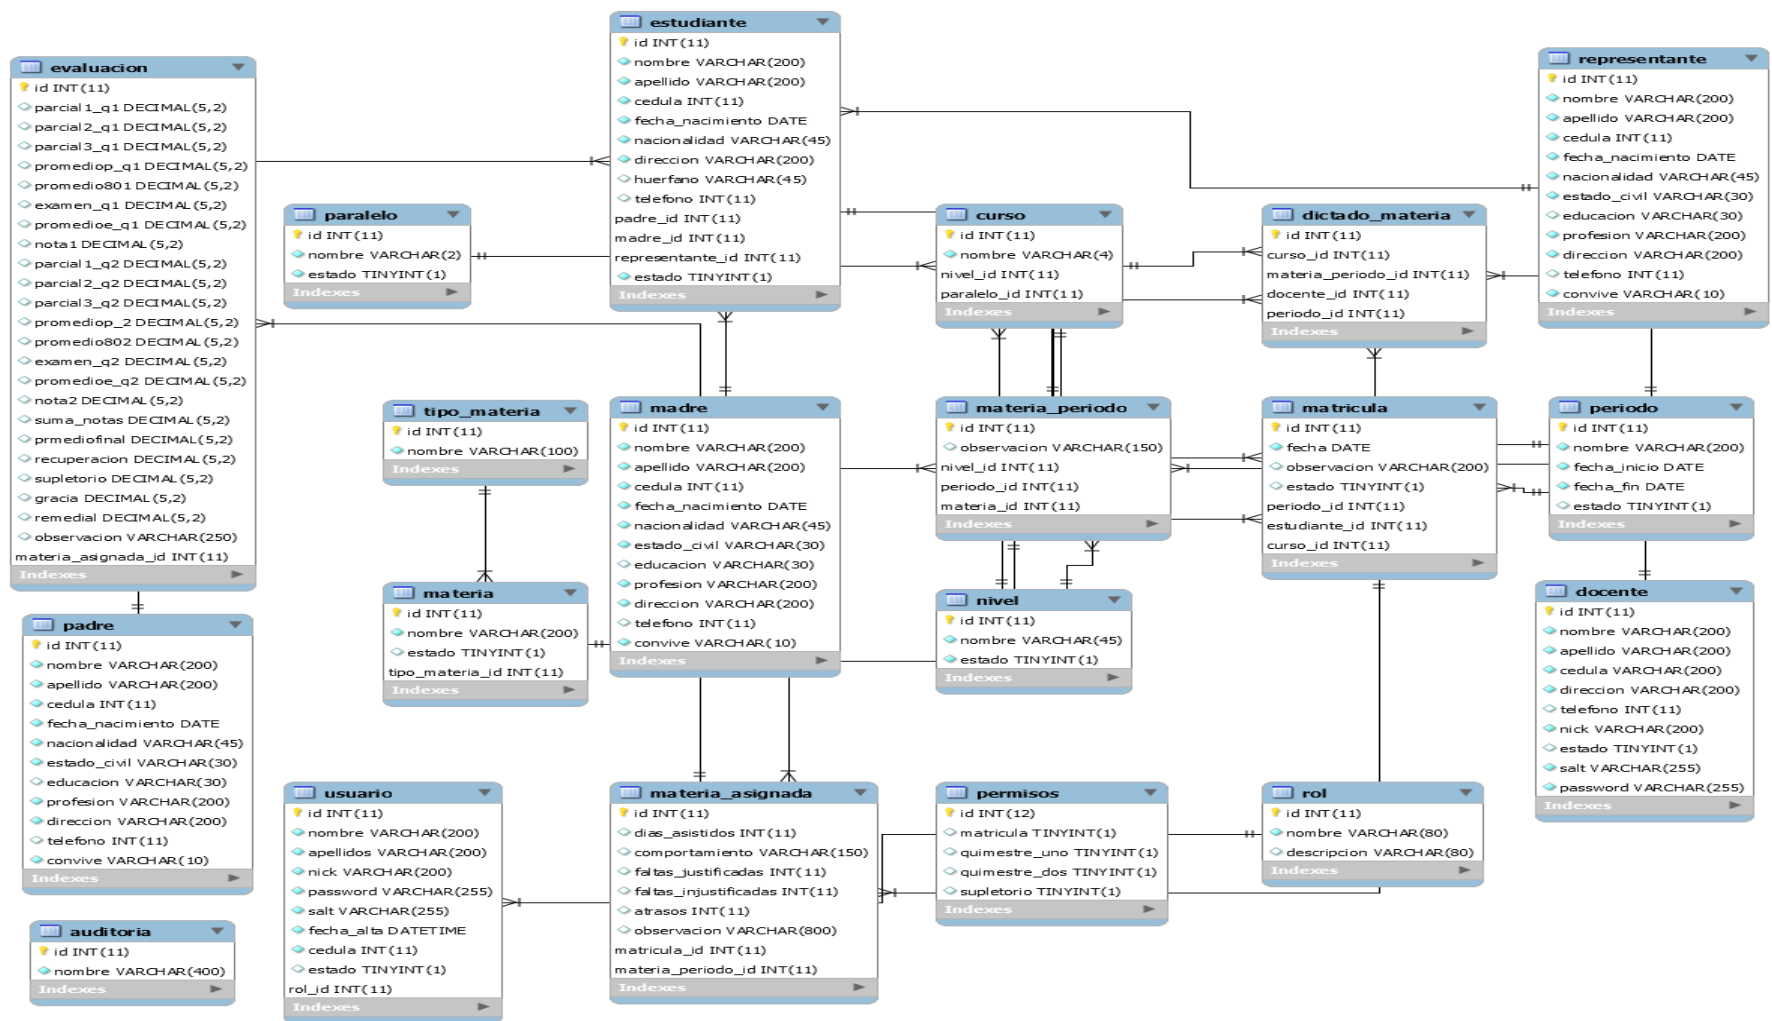 estudiante
id INT(11)
nombre VARCHAR(200)
apellido VARCHAR(200)
cedula INT(11)
fecha_nacimiento DATE
nacionalidad VARCHAR(45)
direccion VARCHAR(200)
huerfano VARCHAR(45)
telefono INT(11)
padre_id INT(11)
madre_id INT(11)
representante_id INT(11)
estado TINYINT(1)
Indexes
evaluacion
id INT(11)
parcial1_q1 DECIMAL(5,2)
parcial2_q1 DECIMAL(5,2)
parcial3_q1 DECIMAL(5,2)
promediop_q1 DECIMAL(5,2)
promedio801 DECIMAL(5,2)
examen_q1 DECIMAL(5,2)
promedioe_q1 DECIMAL(5,2)
nota1 DECIMAL(5,2)
parcial1_q2 DECIMAL(5,2)
parcial2_q2 DECIMAL(5,2)
parcial3_q2 DECIMAL(5,2)
promediop_2 DECIMAL(5,2)
promedio802 DECIMAL(5,2)
examen_q2 DECIMAL(5,2)
promedioe_q2 DECIMAL(5,2)
nota2 DECIMAL(5,2)
suma_notas DECIMAL(5,2)
prmediofinal DECIMAL(5,2)
recuperacion DECIMAL(5,2)
supletorio DECIMAL(5,2)
gracia DECIMAL(5,2)
remedial DECIMAL(5,2)
observacion VARCHAR(250)
materia_asignada_id INT(11)
Indexes
representante
id INT(11)
nombre VARCHAR(200)
apellido VARCHAR(200)
cedula INT(11)
fecha_nacimiento DATE
nacionalidad VARCHAR(45)
estado_civil VARCHAR(30)
educacion VARCHAR(30)
profesion VARCHAR(200)
direccion VARCHAR(200)
telefono INT(11)
convive VARCHAR(10)
Indexes
paralelo
id INT(11)
nombre VARCHAR(2)
estado TINYINT(1)
Indexes
curso
id INT(11)
nombre VARCHAR(4)
nivel_id INT(11)
paralelo_id INT(11)
Indexes
dictado_materia
id INT(11)
curso_id INT(11)
materia_periodo_id INT(11)
docente_id INT(11)
periodo_id INT(11)
Indexes
tipo_materia
id INT(11)
nombre VARCHAR(100)
Indexes
madre
id INT(11)
nombre VARCHAR(200)
apellido VARCHAR(200)
cedula INT(11)
fecha_nacimiento DATE
nacionalidad VARCHAR(45)
estado_civil VARCHAR(30)
educacion VARCHAR(30)
profesion VARCHAR(200)
direccion VARCHAR(200)
telefono INT(11)
convive VARCHAR(10)
Indexes
materia_periodo
id INT(11)
observacion VARCHAR(150)
nivel_id INT(11)
periodo_id INT(11)
materia_id INT(11)
Indexes
matricula
id INT(11)
fecha DATE
observacion VARCHAR(200)
estado TINYINT(1)
periodo_id INT(11)
estudiante_id INT(11)
curso_id INT(11)
Indexes
periodo
id INT(11)
nombre VARCHAR(200)
fecha_inicio DATE
fecha_fin DATE
estado TINYINT(1)
Indexes
padre
id INT(11)
nombre VARCHAR(200)
apellido VARCHAR(200)
cedula INT(11)
fecha_nacimiento DATE
nacionalidad VARCHAR(45)
estado_civil VARCHAR(30)
educacion VARCHAR(30)
profesion VARCHAR(200)
direccion VARCHAR(200)
telefono INT(11)
convive VARCHAR(10)
Indexes
materia
id INT(11)
nombre VARCHAR(200)
estado TINYINT(1)
tipo_materia_id INT(11)
Indexes
nivel
id INT(11)
nombre VARCHAR(45)
estado TINYINT(1)
Indexes
docente
id INT(11)
nombre VARCHAR(200)
apellido VARCHAR(200)
cedula VARCHAR(200)
direccion VARCHAR(200)
telefono INT(11)
nick VARCHAR(200)
estado TINYINT(1)
salt VARCHAR(255)
password VARCHAR(255)
Indexes
auditoria
id INT(11)
nombre VARCHAR(400)
Indexes
usuario
id INT(11)
nombre VARCHAR(200)
apellidos VARCHAR(200)
nick VARCHAR(200)
password VARCHAR(255)
salt VARCHAR(255)
fecha_alta DATETIME
cedula INT(11)
estado TINYINT(1)
rol_id INT(11)
Indexes
materia_asignada
id INT(11)
dias_asistidos INT(11)
comportamiento VARCHAR(150)
faltas_justificadas INT(11)
faltas_injustificadas INT(11)
atrasos INT(11)
observacion VARCHAR(800)
matricula_id INT(11)
materia_periodo_id INT(11)
Indexes
permisos
id INT(12)
matricula TINYINT(1)
quimestre_uno TINYINT(1)
quimestre_dos TINYINT(1)
supletorio TINYINT(1)
Indexes
rol
id INT(11)
nombre VARCHAR(80)
descripcion VARCHAR(80)
Indexes